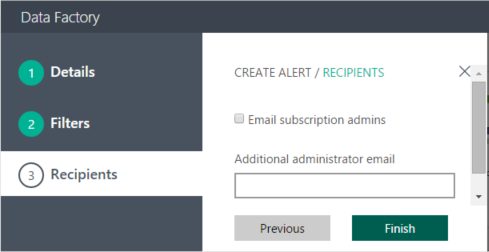 Data Factory
1 Details
2 Filters
3 Recipients
CREATE ALERT / RECIPIENTS
Email subscription admins
Additional administrator email
Previous
Finish